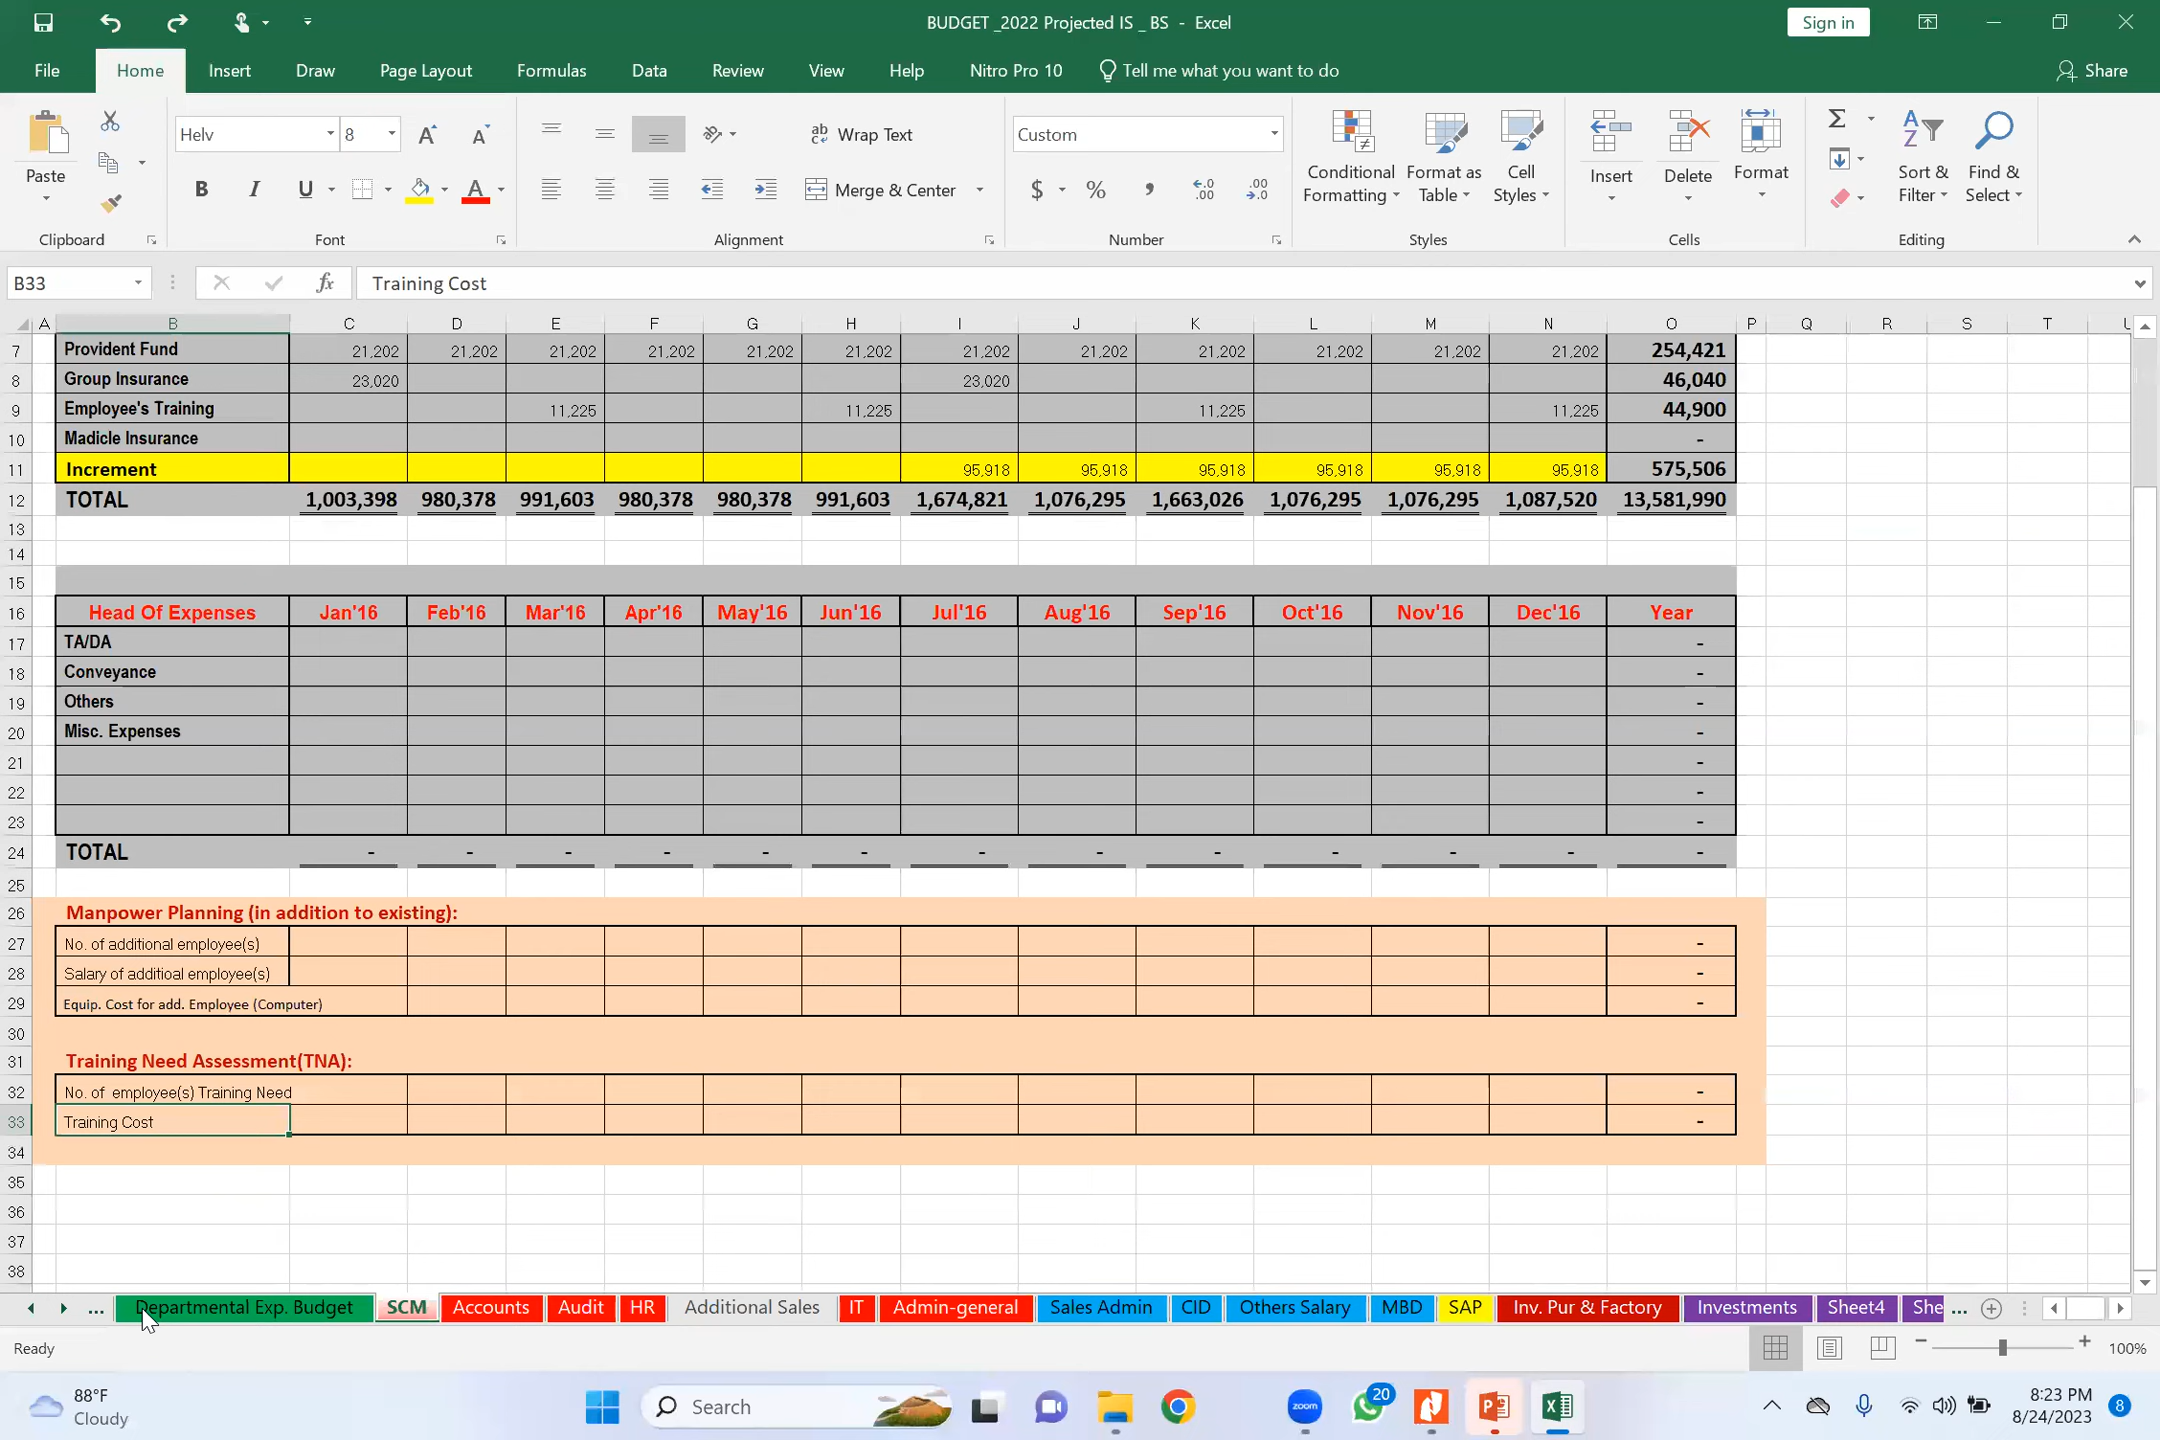 BUDGET _2022 Projected IS _ BS - Excel
Sign in
File Home Insert Draw Page Layout Formulas Data Review View Help Nitro Pro 10 Tell me what you want to do Share
Helv 8 Wrap Text Custom
Paste Merge & Center $ % Conditional Formatting Format as Table Cell Styles Insert Delete Format Sort & Filter Find & Select
Clipboard Font Alignment Number Styles Cells Editing
B33 fx Training Cost
A B C D E F G H I J K L M N O P Q R S T
7 Provident Fund 21,202 21,202 21,202 21,202 21,202 21,202 21,202 21,202 21,202 21,202 21,202 21,202 254,421
8 Group Insurance 23,020 23,020 46,040
9 Employee's Training 11,225 11,225 11,225 11,225 44,900
10 Madicle Insurance -
11 Increment 95,918 95,918 95,918 95,918 95,918 95,918 575,506
12 TOTAL 1,003,398 980,378 991,603 980,378 980,378 991,603 1,674,821 1,076,295 1,663,026 1,076,295 1,076,295 1,087,520 13,581,990
13
14
15
16 Head Of Expenses Jan'16 Feb'16 Mar'16 Apr'16 May'16 Jun'16 Jul'16 Aug'16 Sep'16 Oct'16 Nov'16 Dec'16 Year
17 TA/DA -
18 Conveyance -
19 Others -
20 Misc. Expenses -
21 -
22 -
23 -
24 TOTAL - - - - - - - - - - - - -
25
26 Manpower Planning (in addition to existing):
27 No. of additional employee(s) -
28 Salary of additioal employee(s) -
29 Equip. Cost for add. Employee (Computer) -
30
31 Training Need Assessment(TNA):
32 No. of employee(s) Training Need -
33 Training Cost -
34
35
36
37
38
... Departmental Exp. Budget SCM Accounts Audit HR Additional Sales IT Admin-general Sales Admin CID Others Salary MBD SAP Inv. Pur & Factory Investments Sheet4 She ...
Ready 100%
88°F
Cloudy
Search
zoom
20
8:23 PM
8/24/2023
8